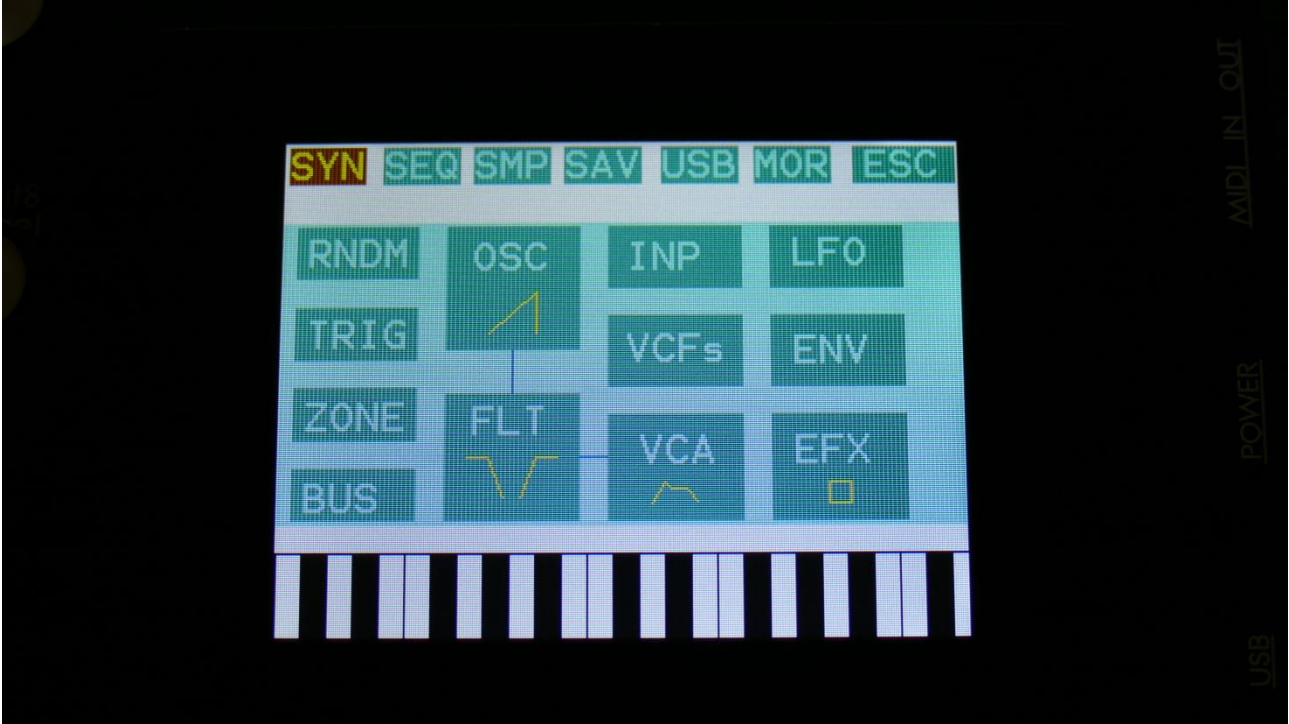 SYN SEQ SMP SAV USB MOR ESC
RNDM OSC INP LFO
TRIG VCFs ENV
ZONE FLT VCA EFX
BUS
MIDI IN OUT
POWER
USB